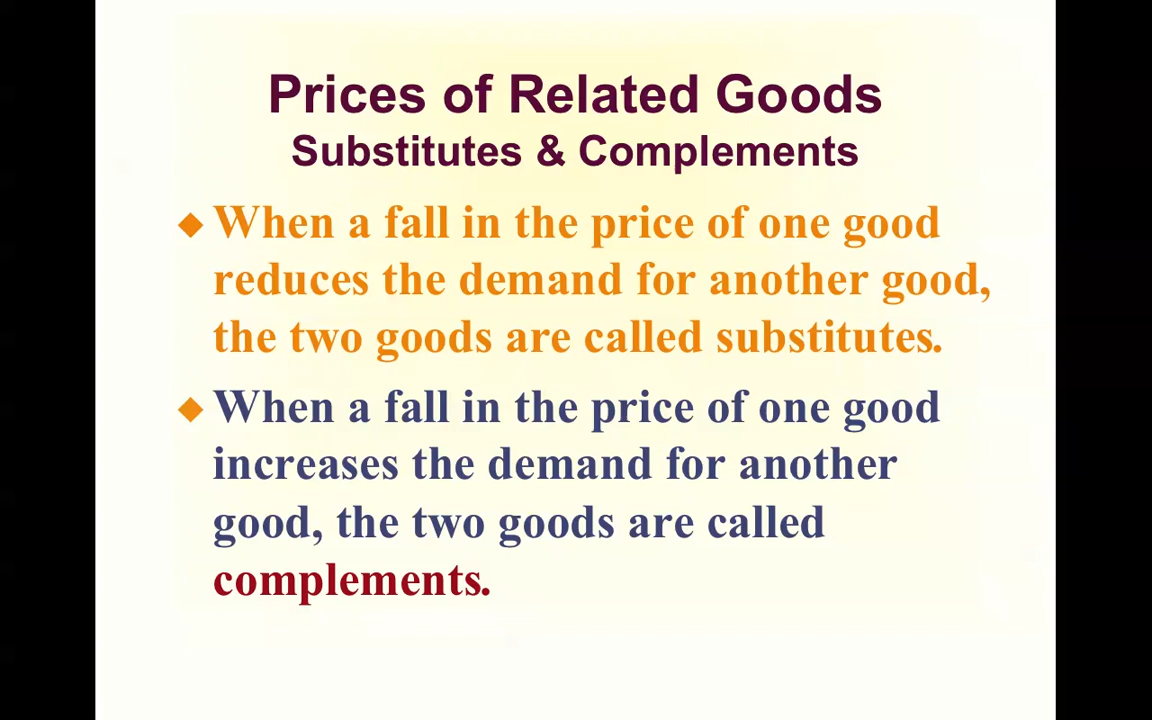 Prices of Related Goods
Substitutes & Complements
When a fall in the price of one good
reduces the demand for another good,
the two goods are called substitutes.
When a fall in the price of one good
increases the demand for another
good, the two goods are called
complements.